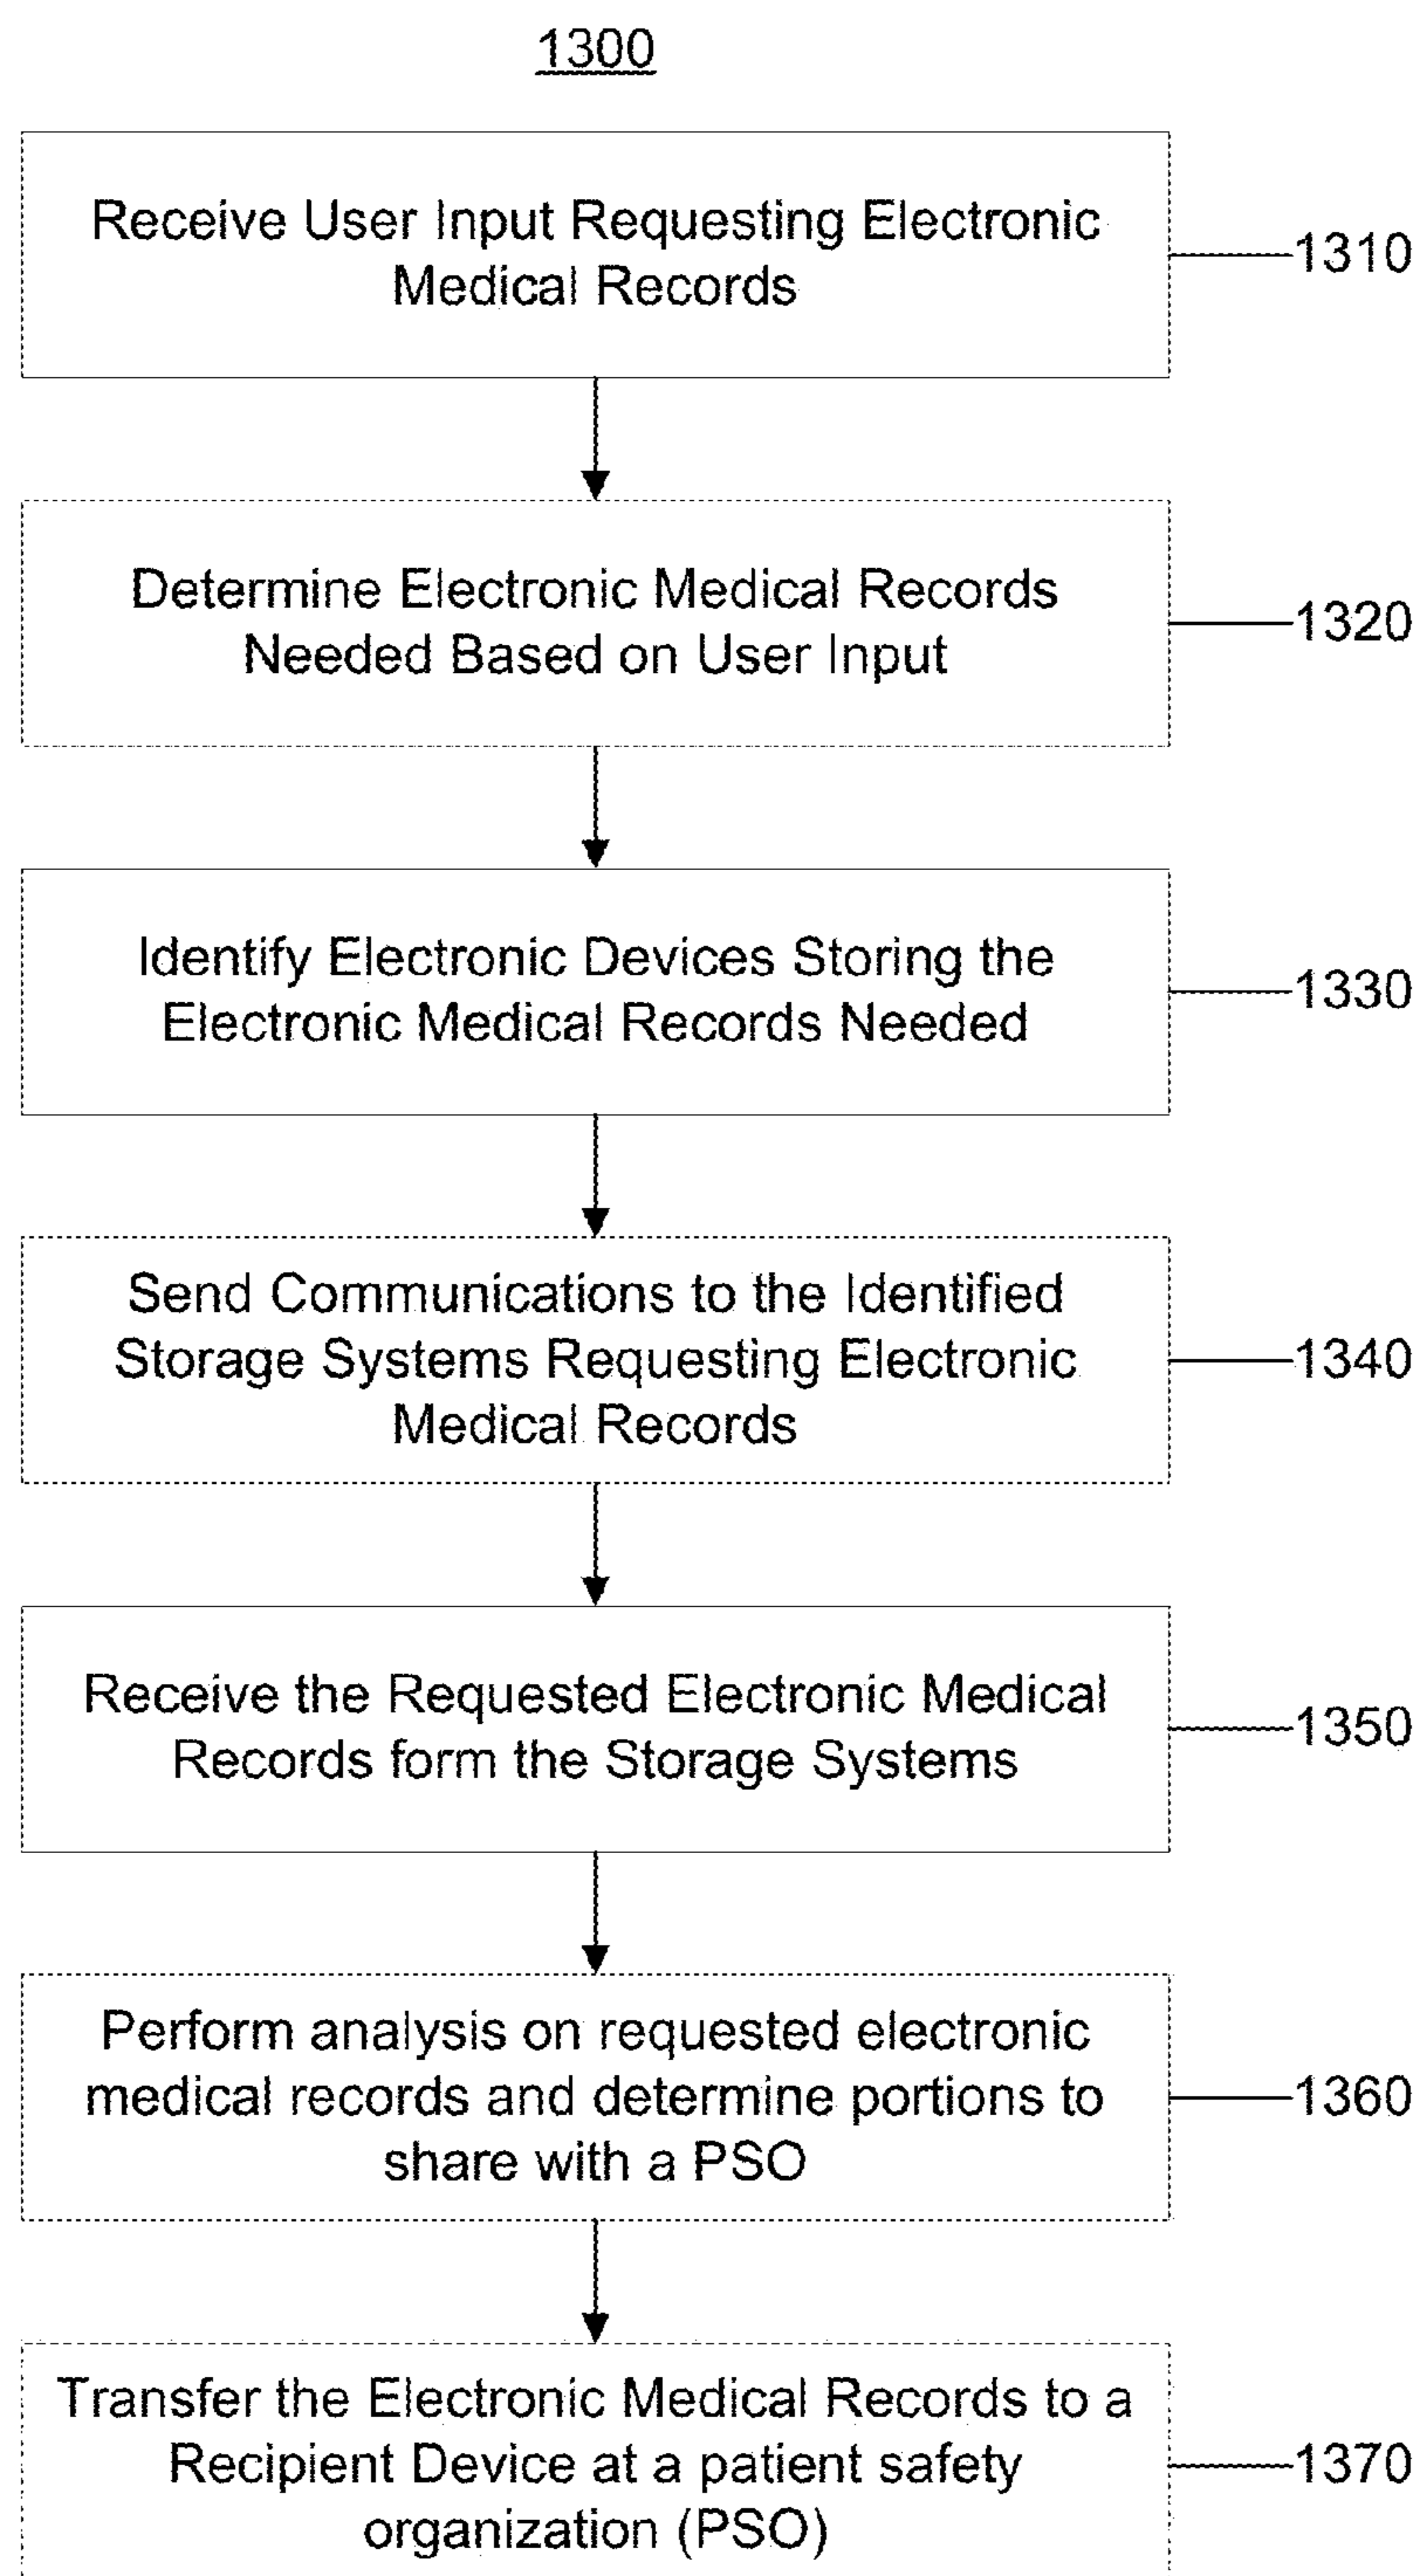 1300
Receive User Input Requesting Electronic
Medical Records
1310
Determine Electronic Medical Records
Needed Based on User Input
1320
Identify Electronic Devices Storing the
Electronic Medical Records Needed
1330
Send Communications to the Identified
Storage Systems Requesting Electronic
Medical Records
1340
Receive the Requested Electronic Medical
Records form the Storage Systems
1350
Perform analysis on requested electronic
medical records and determine portions to
share with a PSO
1360
Transfer the Electronic Medical Records to a
Recipient Device at a patient safety
organization (PSO)
1370